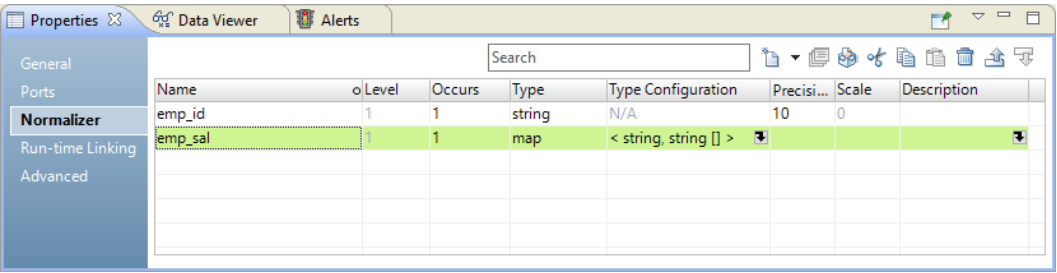 Properties Data Viewer Alerts
Search
General
Ports
Normalizer
Run-time Linking
Advanced
Name Level Occurs Type Type Configuration Precisi... Scale Description
emp_id 1 1 string N/A 10 0
emp_sal 1 1 map < string, string [] >